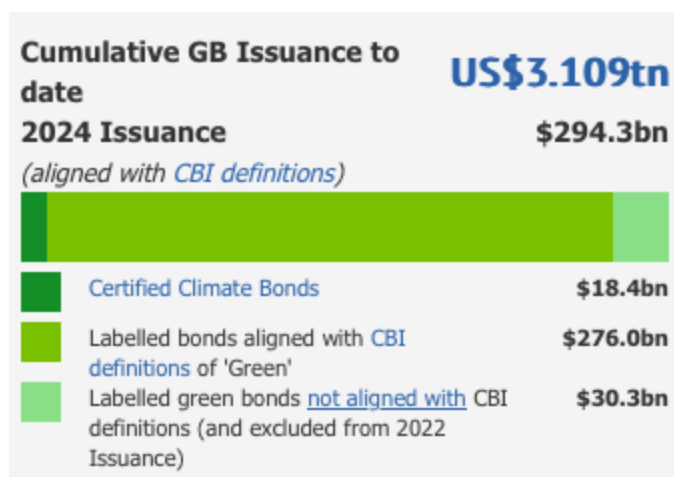 Cumulative GB Issuance to
date
US$3.109tn
2024 Issuance $294.3bn
(aligned with CBI definitions)
Certified Climate Bonds $18.4bn
Labelled bonds aligned with CBI $276.0bn
definitions of 'Green'
Labelled green bonds not aligned with CBI $30.3bn
definitions (and excluded from 2022
Issuance)